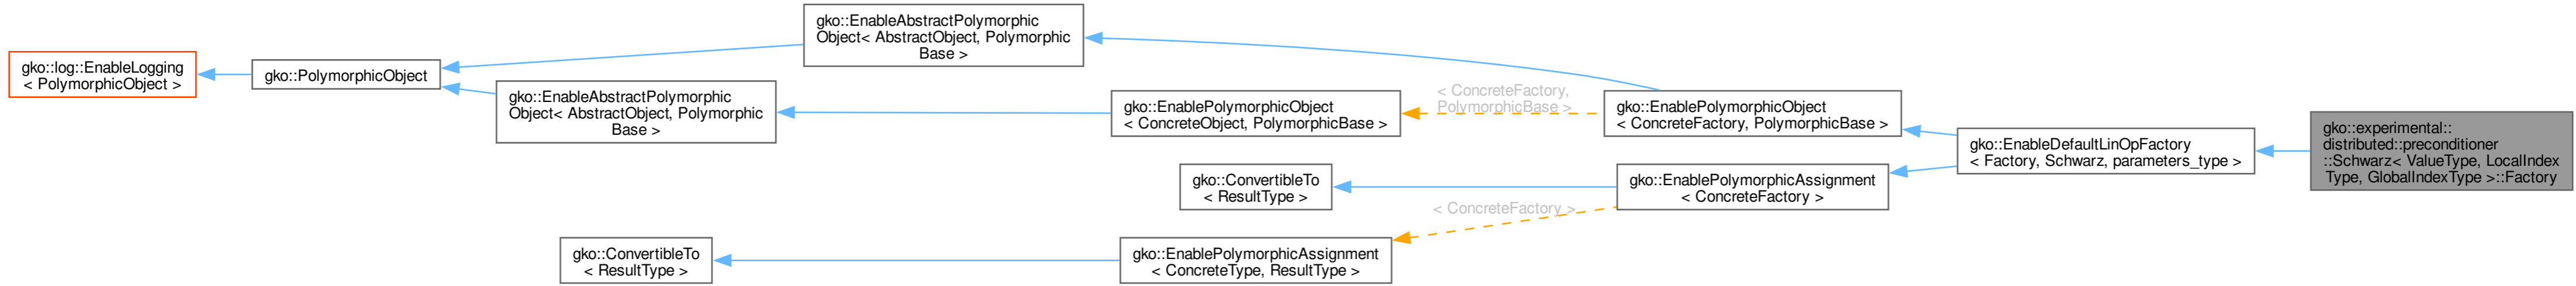 gko::log::EnableLogging
< PolymorphicObject >
gko::PolymorphicObject
gko::EnableAbstractPolymorphic
Object< AbstractObject, Polymorphic
Base >
gko::EnableAbstractPolymorphic
Object< AbstractObject, Polymorphic
Base >
gko::EnablePolymorphicObject
< ConcreteObject, PolymorphicBase >
< ConcreteFactory,
PolymorphicBase >
gko::EnablePolymorphicObject
< ConcreteFactory, PolymorphicBase >
gko::ConvertibleTo
< ResultType >
gko::EnablePolymorphicAssignment
< ConcreteFactory >
< ConcreteFactory >
gko::ConvertibleTo
< ResultType >
gko::EnablePolymorphicAssignment
< ConcreteType, ResultType >
gko::EnableDefaultLinOpFactory
< Factory, Schwarz, parameters_type >
gko::experimental::
distributed::preconditioner
::Schwarz< ValueType, LocalIndex
Type, GlobalIndexType >::Factory